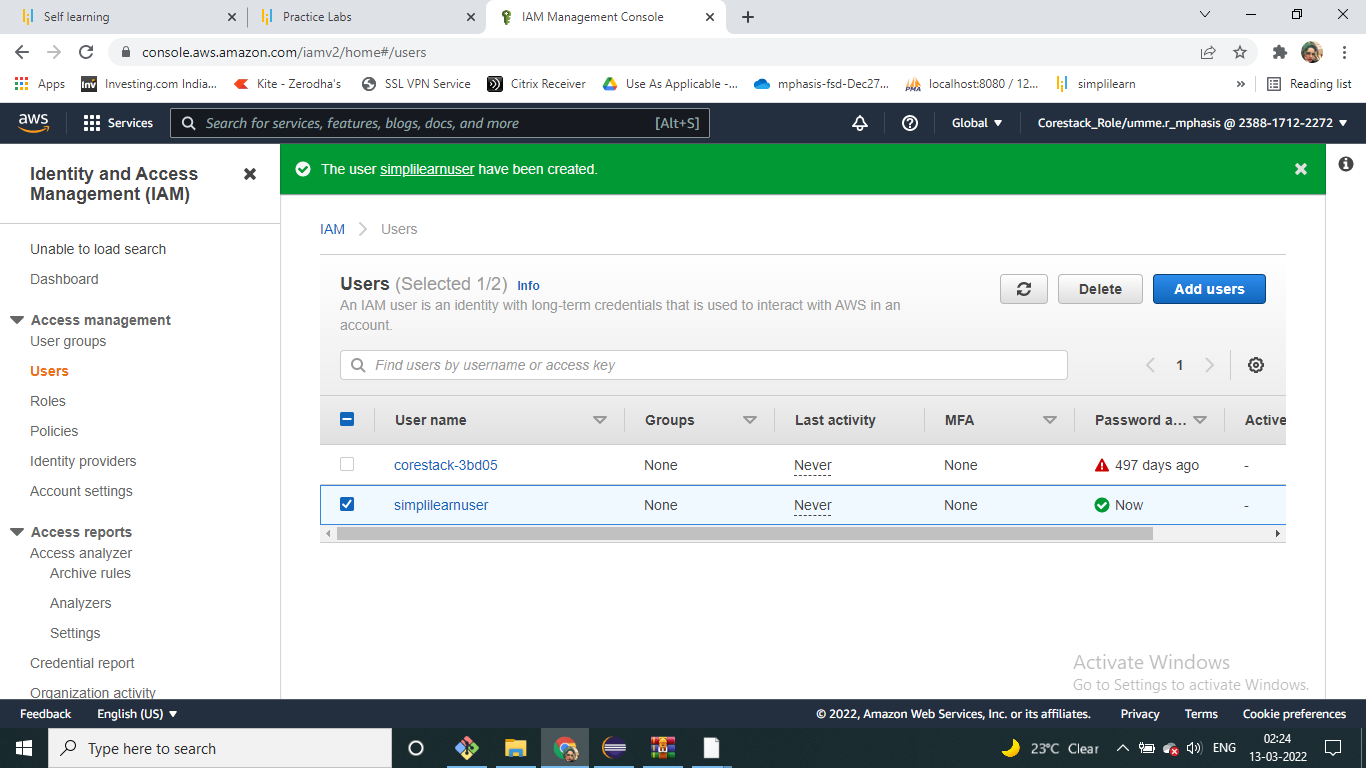 Self learning
Practice Labs
IAM Management Console
console.aws.amazon.com/iamv2/home#/users
Apps
inv
Investing.com India...
Kite - Zerodha's
SSL VPN Service
Citrix Receiver
Use As Applicable -...
mphasis-fsd-Dec27...
localhost:8080 / 12...
simplilearn
»
Reading list
aws
Services
Search for services, features, blogs, docs, and more
[Alt+S]
Global
Corestack_Role/umme.r_mphasis @ 2388-1712-2272
Identity and Access
Management (IAM)
Unable to load search
Dashboard
Access management
User groups
Users
Roles
Policies
Identity providers
Account settings
Access reports
Access analyzer
Archive rules
Analyzers
Settings
Credential report
Organization activity
The user simplilearnuser have been created.
IAM
Users
Users (Selected 1/2) Info
An IAM user is an identity with long-term credentials that is used to interact with AWS in an
account.
Delete
Add users
Find users by username or access key
1
User name Groups Last activity MFA Password a... Active
corestack-3bd05 None Never None 497 days ago -
simplilearnuser None Never None Now -
Activate Windows
Go to Settings to activate Windows.
Feedback
English (US)
© 2022, Amazon Web Services, Inc. or its affiliates.
Privacy
Terms
Cookie preferences
Type here to search
23°C Clear
ENG
02:24
13-03-2022